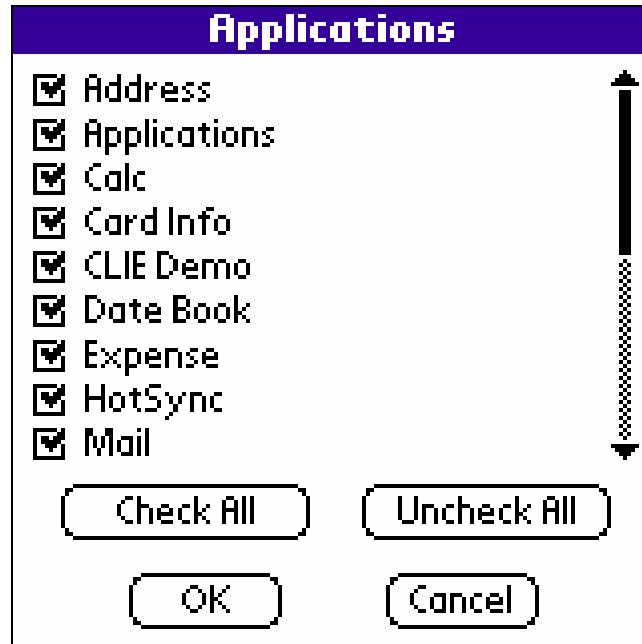 Applications
Address
Applications
Calc
Card Info
CLIE Demo
Date Book
Expense
HotSync
Mail
Check All Uncheck All
OK Cancel